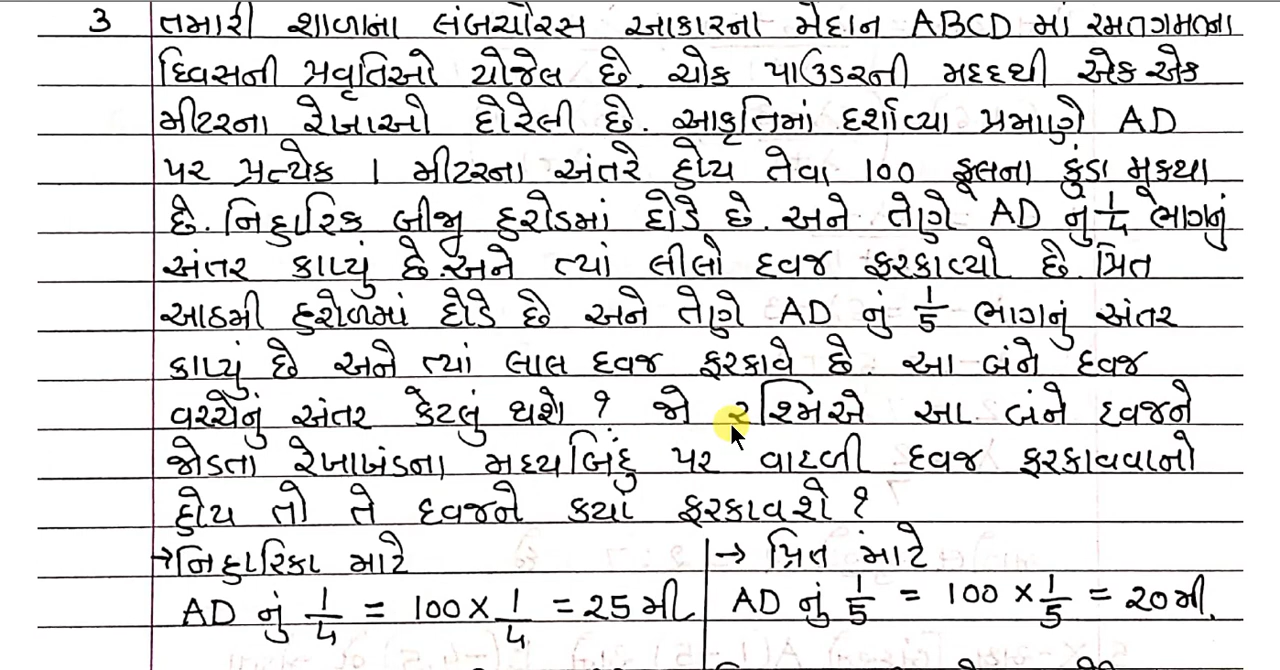 3 તમારી શાળાના લંબચોરસ આકારના મેદાન ABCD માં રમતગમતના
દિવસની પ્રવૃતિઓ યોજેલ છે. ચોક પાઉડરની મદદથી એક એક
મીટરના રેખાઓ દોરેલી છે. આકૃતિમાં દર્શાવ્યા પ્રમાણે AD
પર પ્રત્યેક 1 મીટરના અંતરે હોય તેવા 100 ફૂલના કુંડા મૂક્યા
છે. નિહારિક બીજી હરોડમાં દોડે છે. અને તેણે AD નું 1/4 ભાગનું
અંતર કાપ્યું છે. અને ત્યાં લીલો ધ્વજ ફરકાવ્યો છે. પ્રિત
આઠમી હરોળમાં દોડે છે અને તેણે AD નું 1/5 ભાગનું અંતર
કાપ્યું છે અને ત્યાં લાલ ધ્વજ ફરકાવે છે. આ બંને ધ્વજ
વચ્ચેનું અંતર કેટલું થશે ? જો રશ્મિએ આ બંને ધ્વજને
જોડતા રેખાખંડના મધ્યબિંદુ પર વાદળી ધ્વજ ફરકાવવાનો
હોય તો તે ધ્વજને ક્યાં ફરકાવશે ?
→ નિહારિકા માટે
AD નું 1/4 = 100 × 1/4 = 25 મી
→ પ્રિત માટે
AD નું 1/5 = 100 × 1/5 = 20 મી.